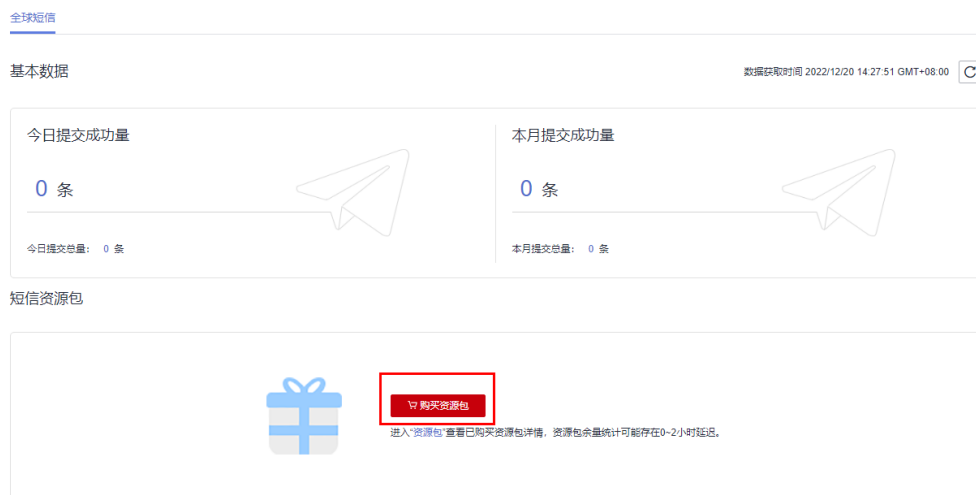 全球短信
基本数据
数据获取时间 2022/12/20 14:27:51 GMT+08:00
今日提交成功量
0 条
今日提交总量： 0 条
本月提交成功量
0 条
本月提交总量： 0 条
短信资源包
购买资源包
进入“资源包”查看已购买资源包详情，资源包余量统计可能存在0~2小时延迟。